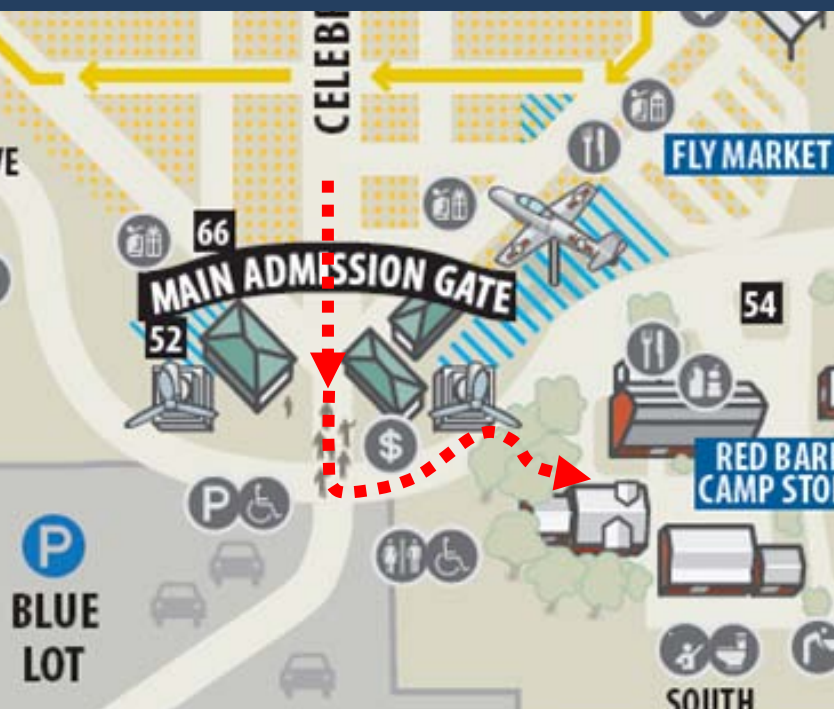 CELEB
VE
FLY MARKET
66
MAIN ADMISSION GATE
52
54
$
RED BAR
CAMP STO
P
P
BLUE
LOT
SOUTH